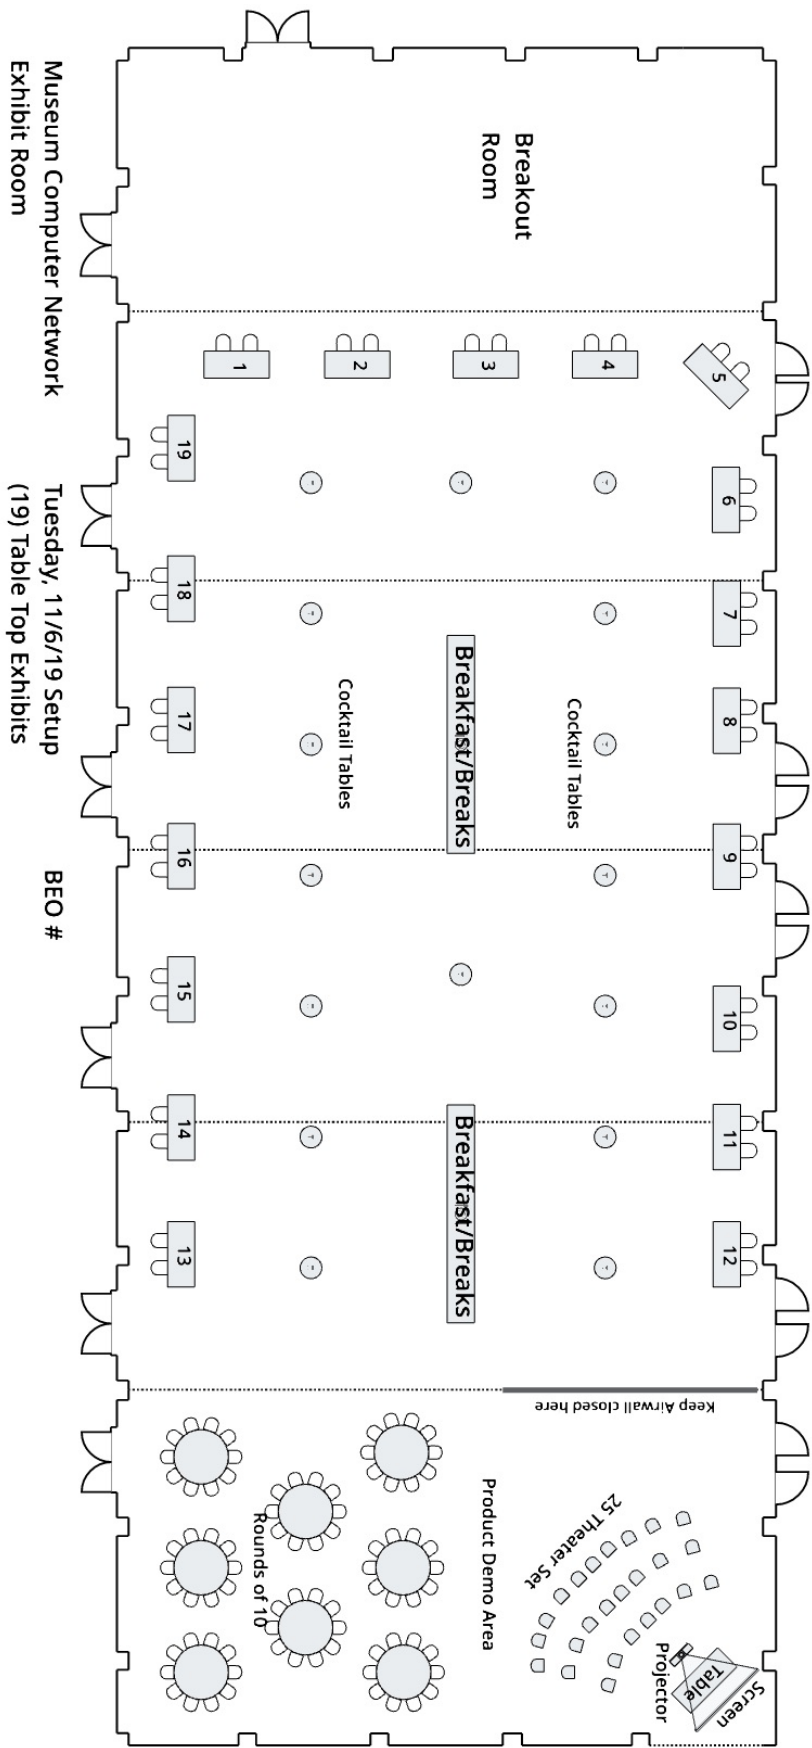 Museum Computer Network
Exhibit Room
Tuesday, 11/6/19 Setup
(19) Table Top Exhibits
BEO #
Breakout
Room
1
2
3
4
5
6
7
8
9
10
11
12
13
14
15
16
17
18
19
Cocktail Tables
Cocktail Tables
Breakfast/Breaks
Breakfast/Breaks
Keep Airwall closed here
25 Theater Set
Product Demo Area
Rounds of 10
Projector
Table
Screen